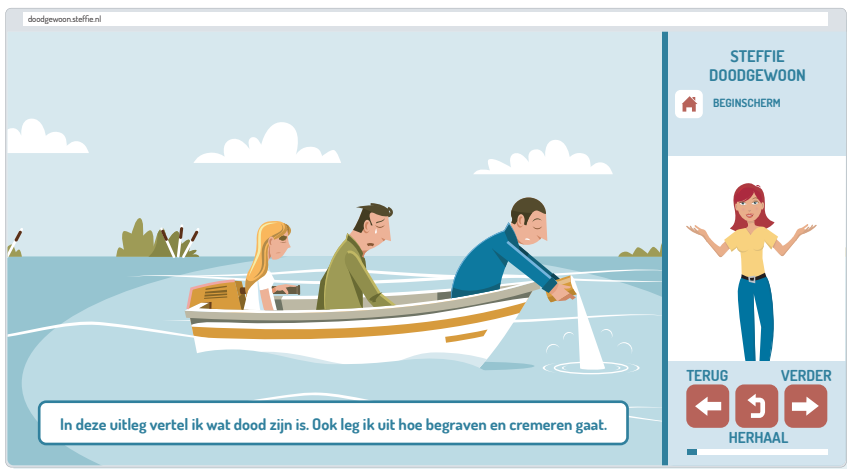 doodgewoon.steffie.nl
STEFFIE
DOODGEWOON
BEGINSCHERM
In deze uitleg vertel ik wat dood zijn is. Ook leg ik uit hoe begraven en cremeren gaat.
TERUG VERDER
HERHAAL